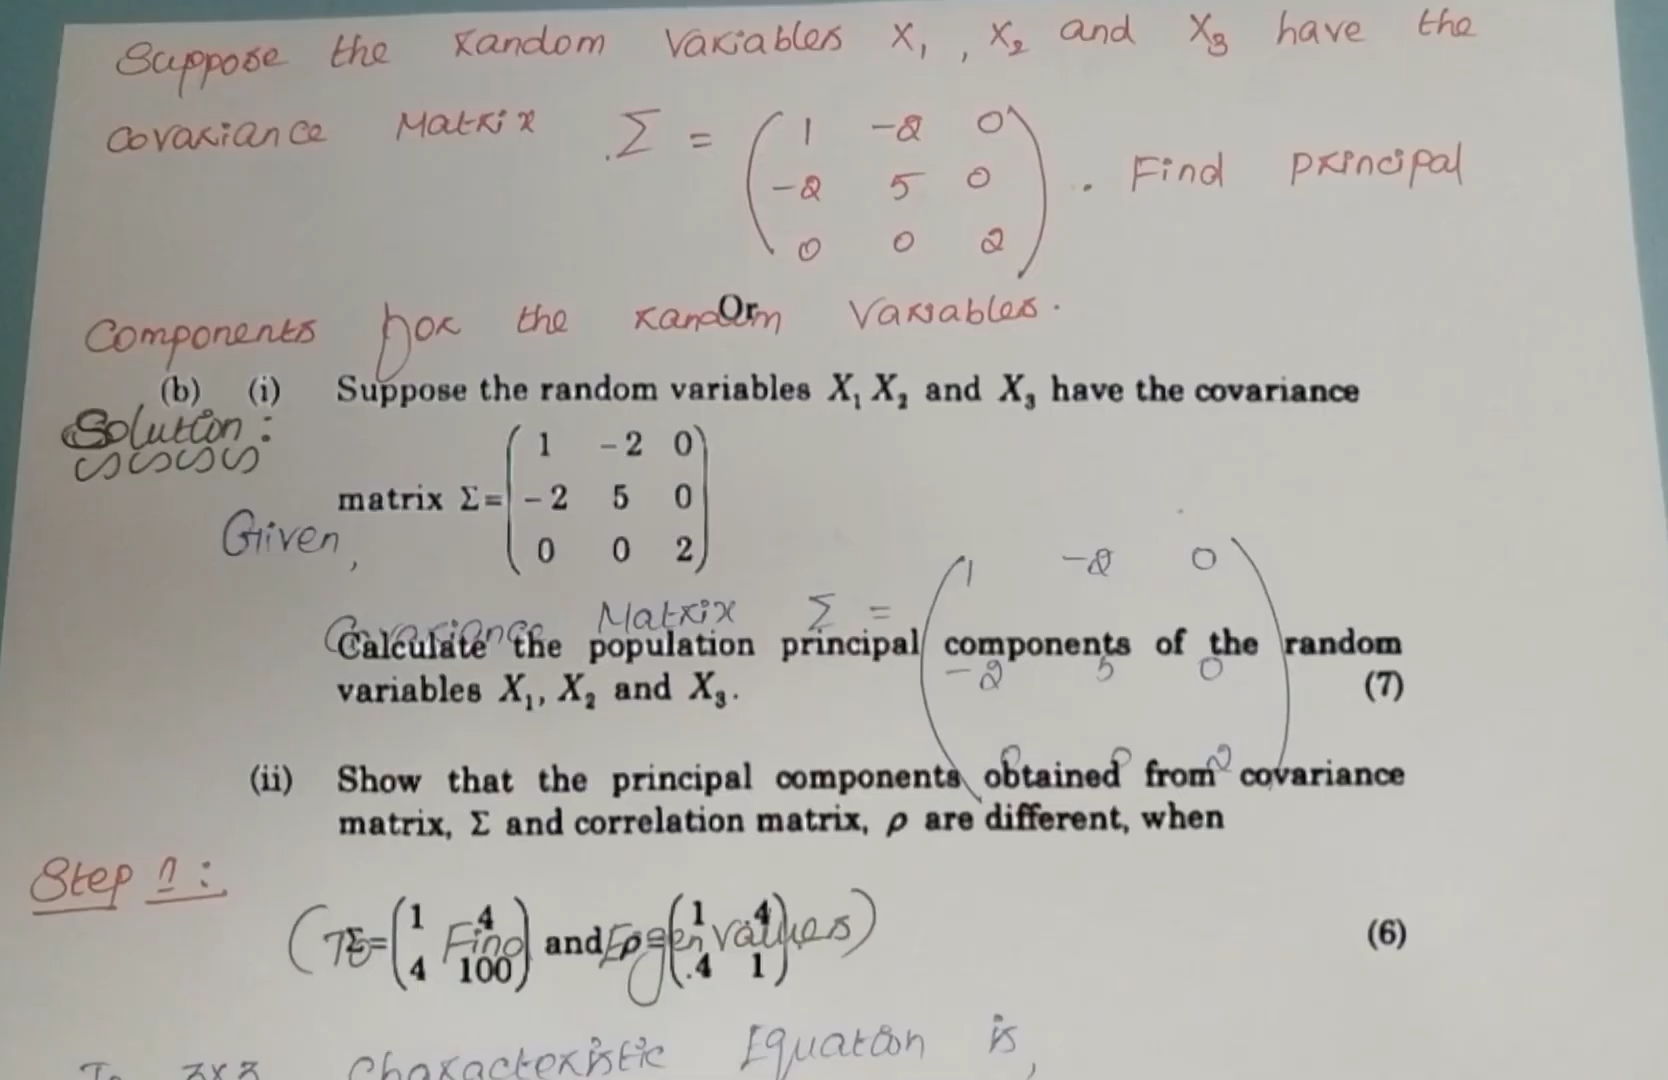 Suppose the random variables X₁, X₂ and X₃ have the
covariance Matrix Σ = ( 1 -2 0
-2 5 0
0 0 2 ) . Find principal
Components for the random variables.
Or
(b) (i) Suppose the random variables X₁ X₂ and X₃ have the covariance
Solution :
matrix Σ = ( 1 -2 0
-2 5 0
0 0 2 )
Given,
Covariance Matrix Σ = ( 1 -2 0
-2 5 0
0 0 2 )
Calculate the population principal components of the random
variables X₁, X₂ and X₃. (7)
(ii) Show that the principal components obtained from covariance
matrix, Σ and correlation matrix, ρ are different, when
Step 1 :
(To Find Eigen values)
Σ = ( 1 4
4 100 ) and ρ = ( 1 .4
.4 1 ) (6)
In 3x3 characteristic Equation is,